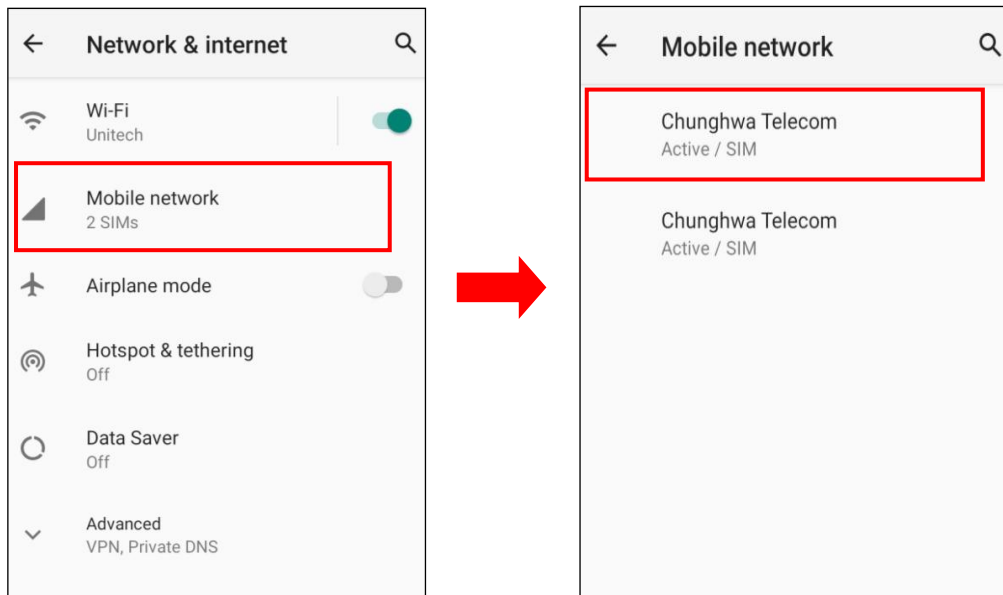 Network & internet
Wi-Fi
Unitech
Mobile network
2 SIMs
Airplane mode
Hotspot & tethering
Off
Data Saver
Off
Advanced
VPN, Private DNS
Mobile network
Chunghwa Telecom
Active / SIM
Chunghwa Telecom
Active / SIM